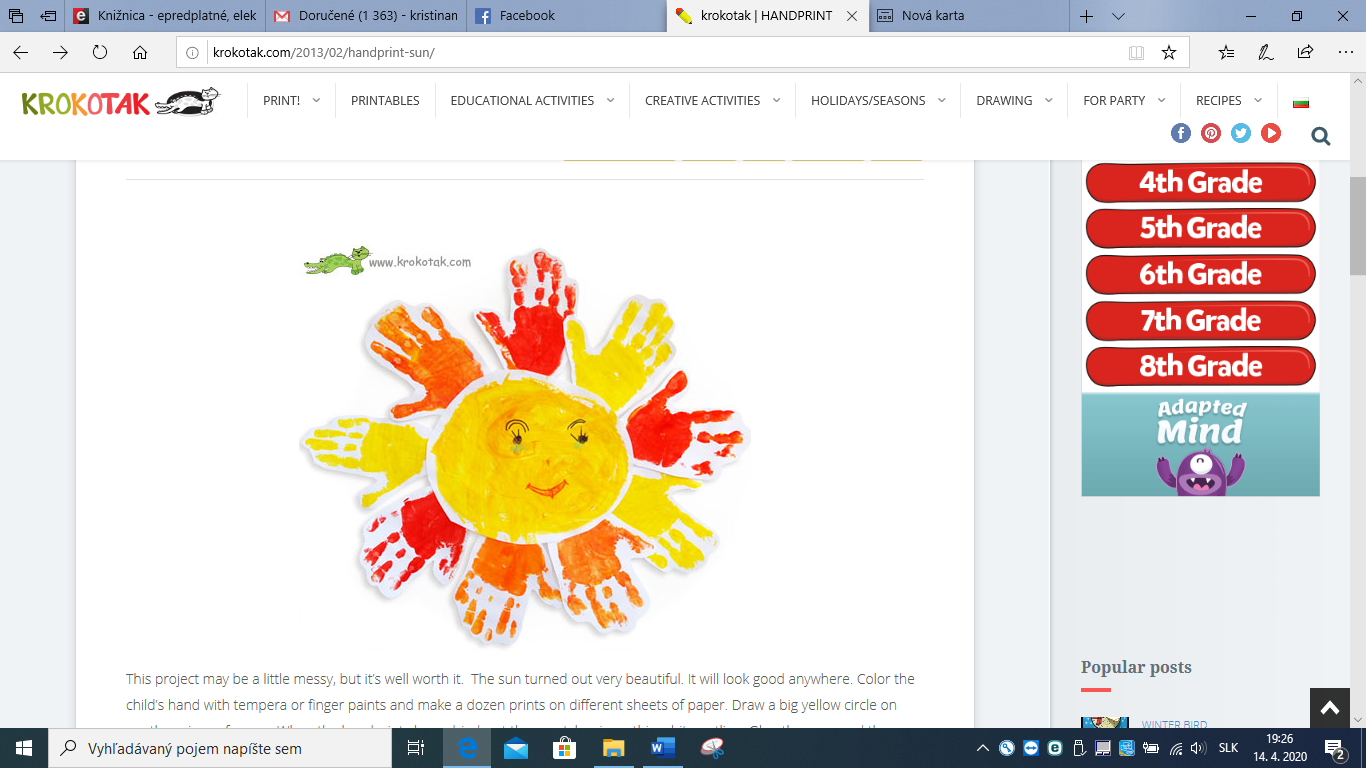 Knižnica - epredplatné, elek
Doručené (1 363) - kristinan
Facebook
krokotak | HANDPRINT
Nová karta
krokotak.com/2013/02/handprint-sun/
KROKOTAK
PRINT!
PRINTABLES
EDUCATIONAL ACTIVITIES
CREATIVE ACTIVITIES
HOLIDAYS/SEASONS
DRAWING
FOR PARTY
RECIPES
www.krokotak.com
4th Grade
5th Grade
6th Grade
7th Grade
8th Grade
Adapted
Mind
This project may be a little messy, but it's well worth it.  The sun turned out very beautiful. It will look good anywhere. Color the
child's hand with tempera or finger paints and make a dozen prints on different sheets of paper. Draw a big yellow circle on
Popular posts
WINTER BIRD
Vyhľadávaný pojem napíšte sem
SLK
19:26
14. 4. 2020
2